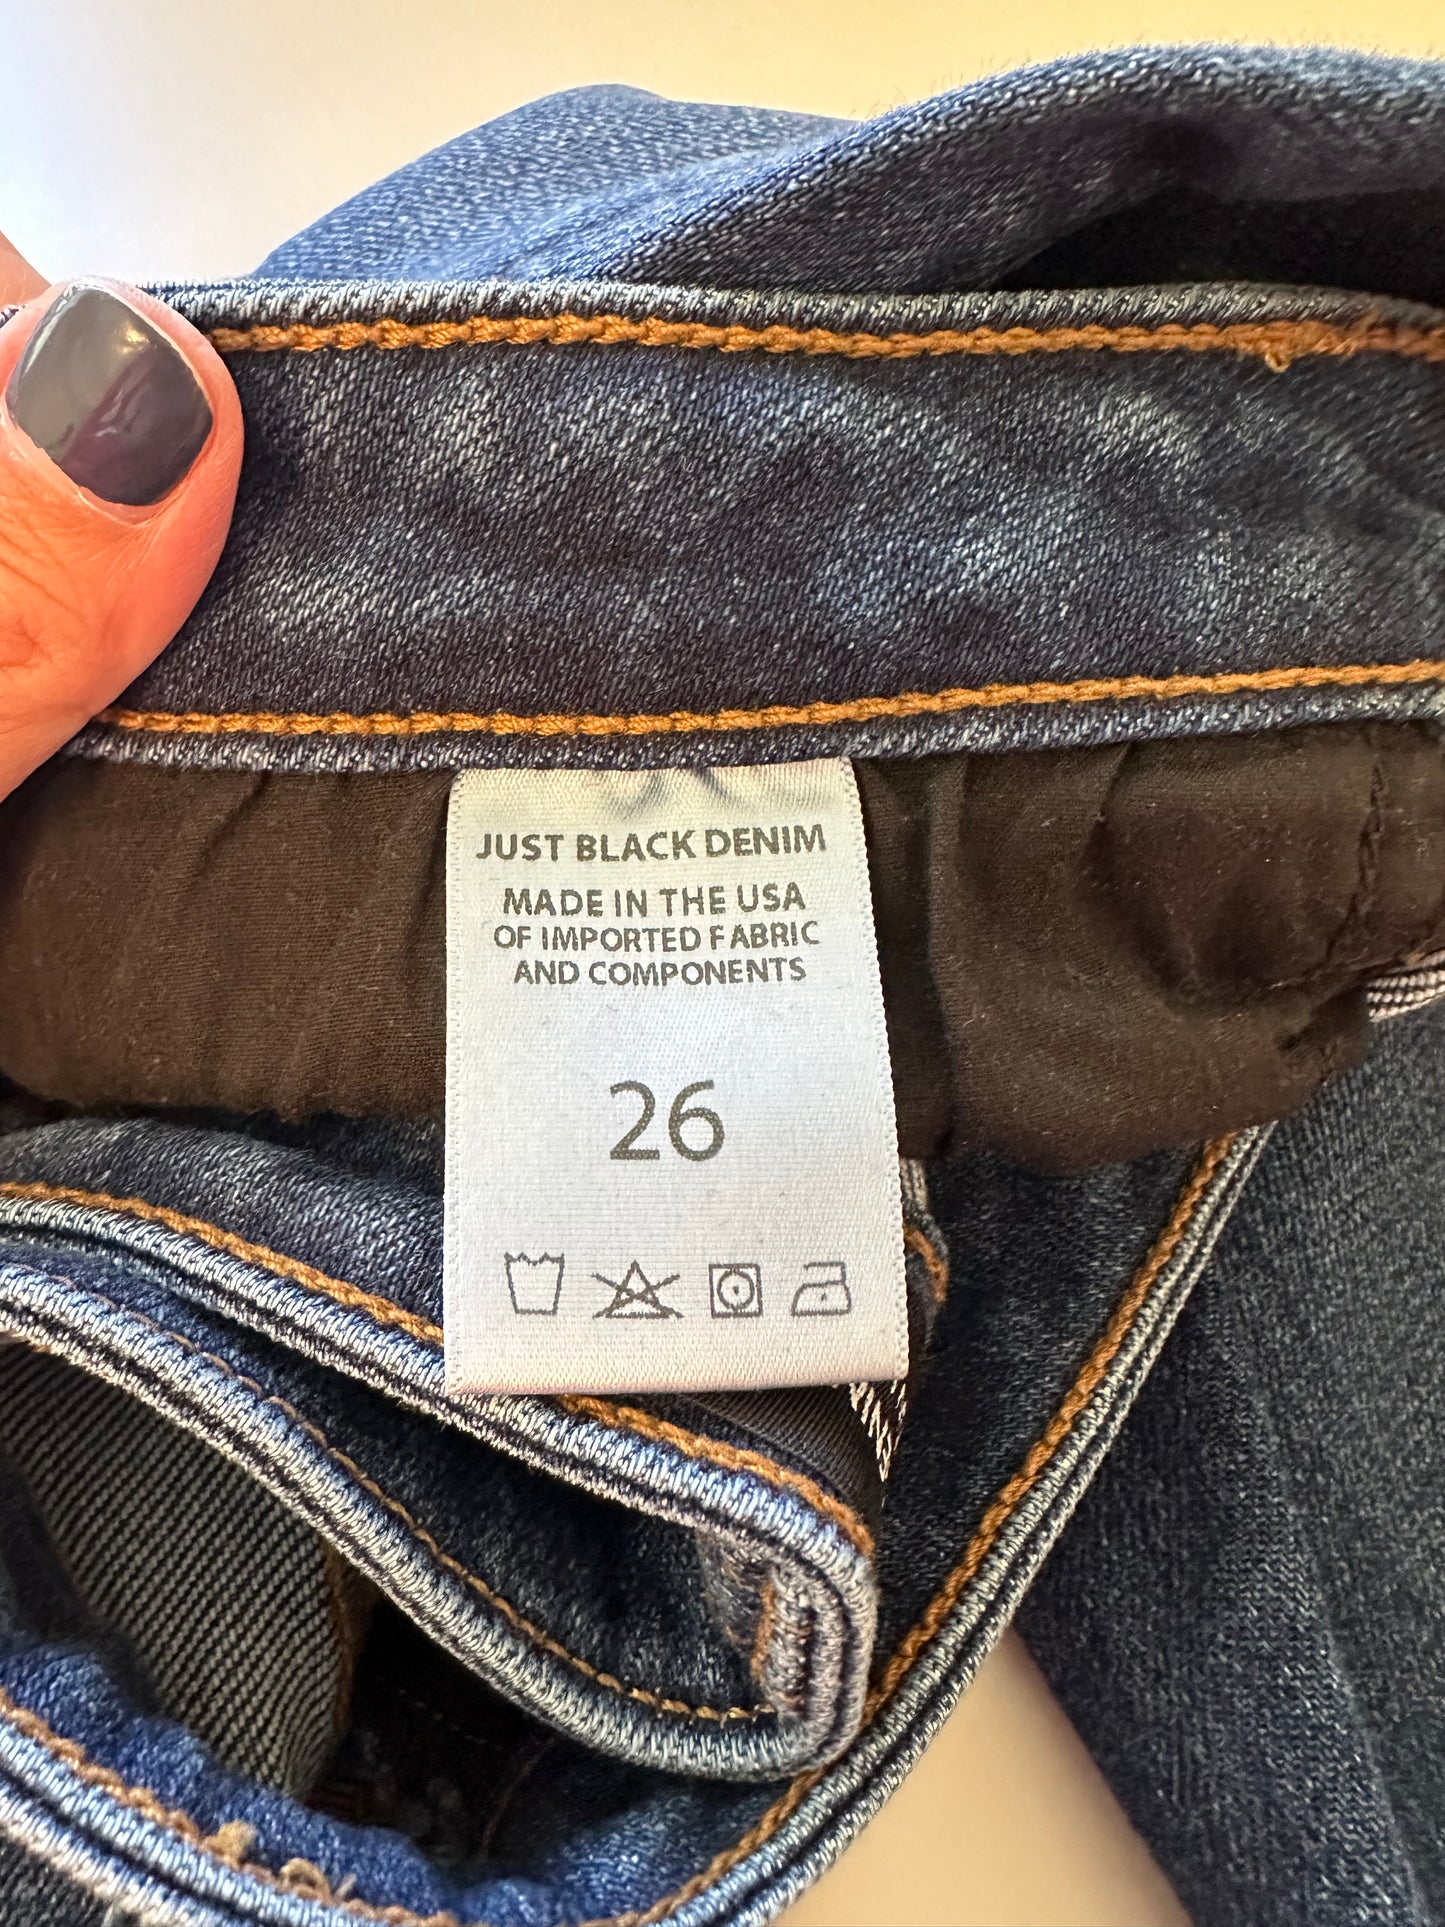 JUST BLACK DENIM
MADE IN THE USA
OF IMPORTED FABRIC
AND COMPONENTS
26